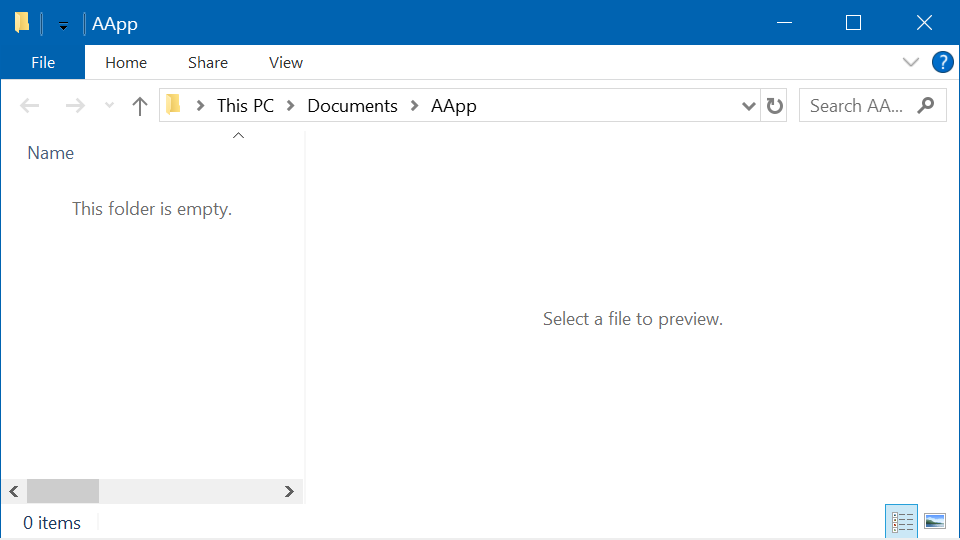 AApp
File Home Share View ?
This PC Documents AApp Search AA...
Name
This folder is empty.
Select a file to preview.
0 items